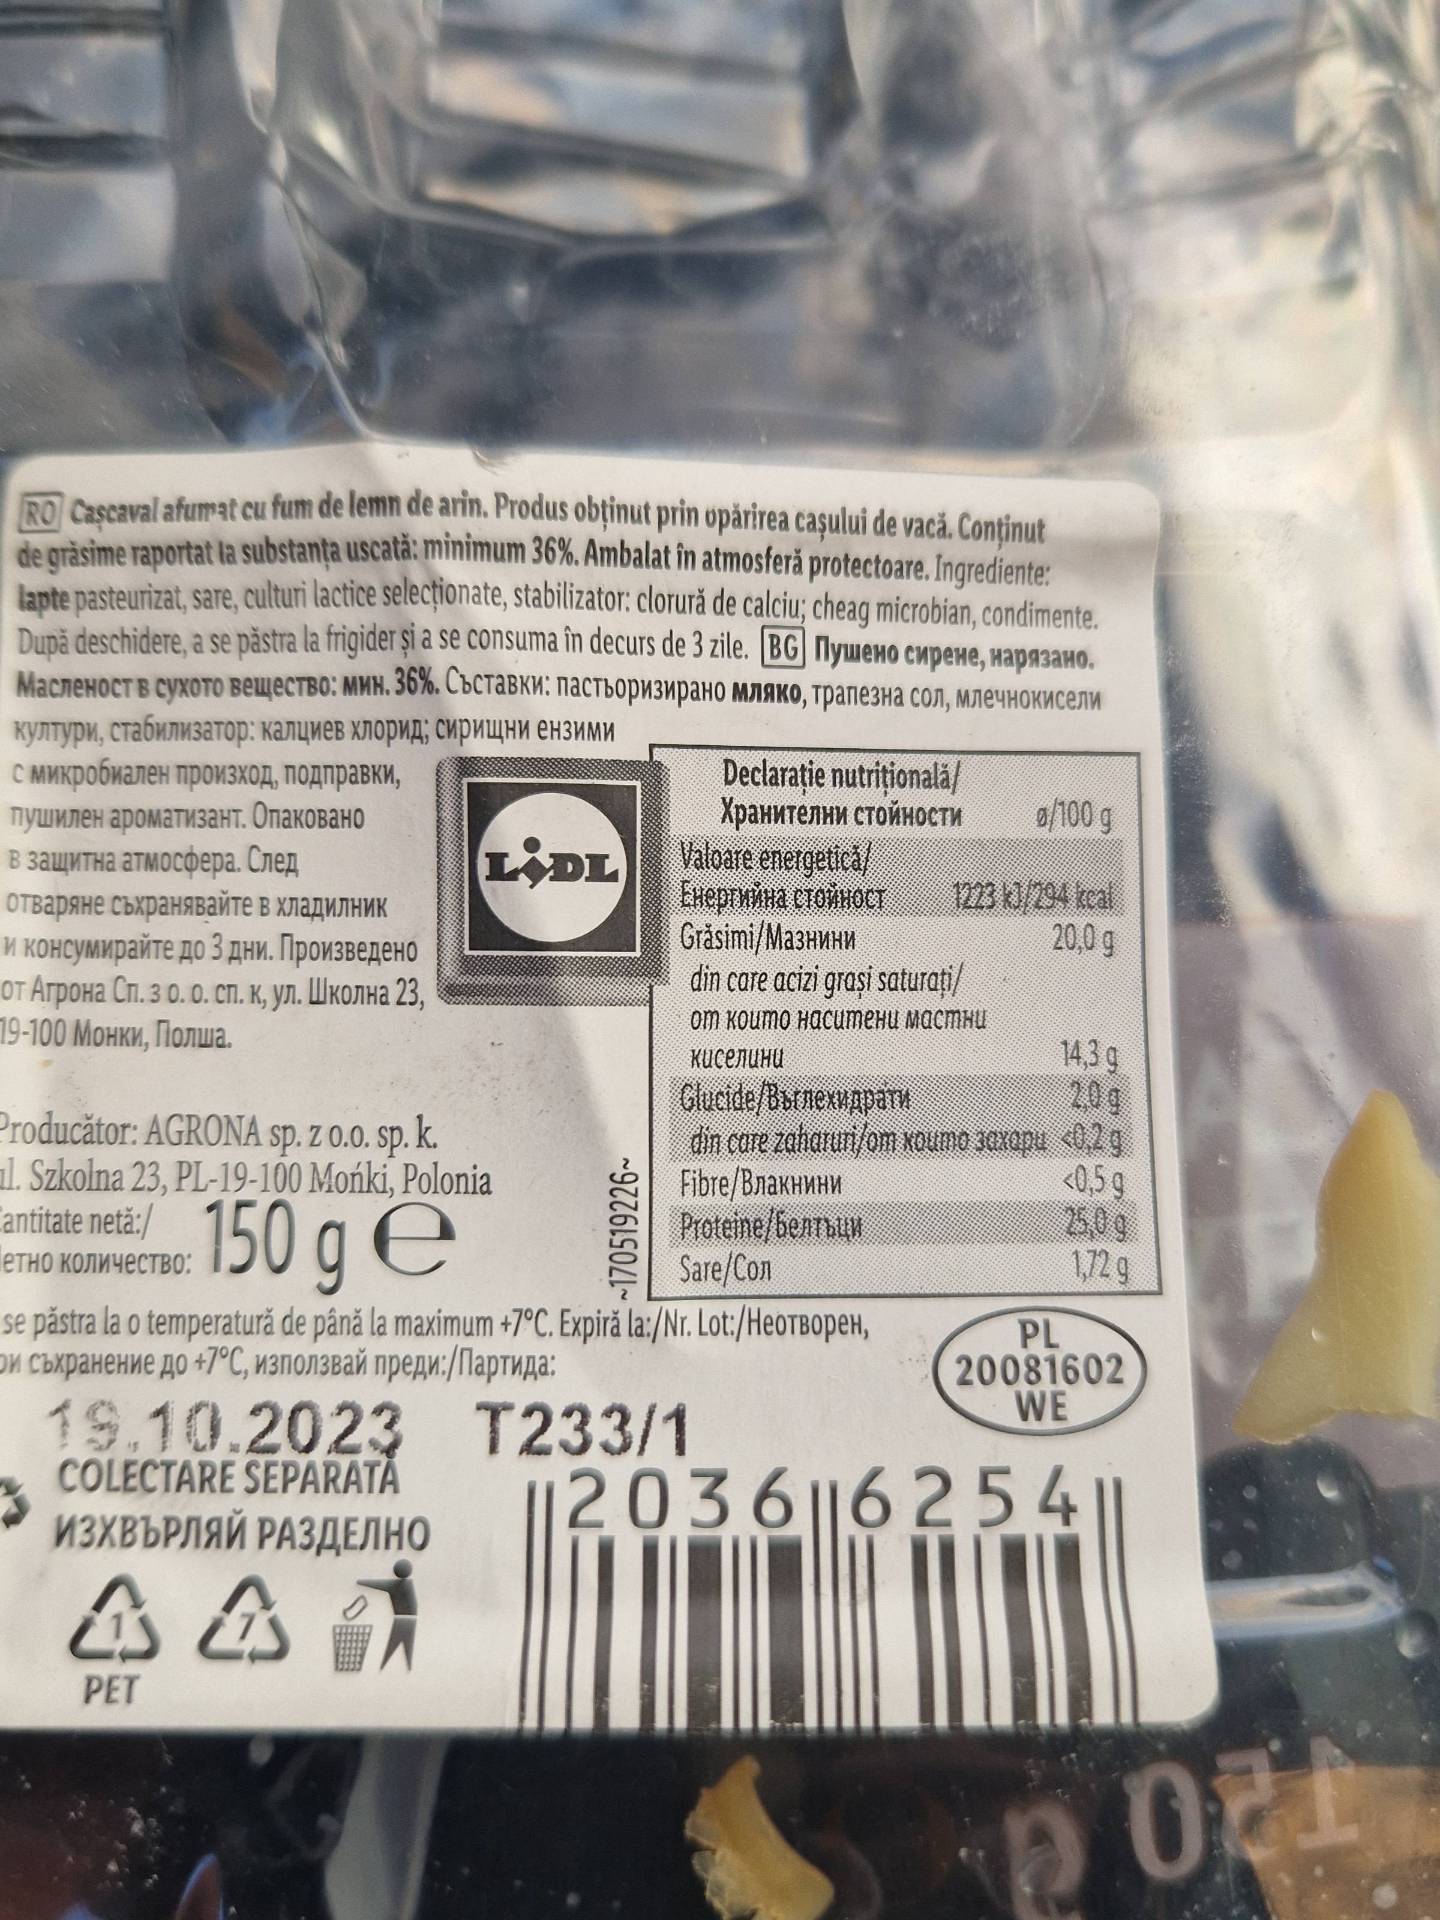 RO Cașcaval afumat cu fum de lemn de arin. Produs obținut prin opărirea cașului de vacă. Conținut
de grăsime raportat la substanța uscată: minimum 36%. Ambalat în atmosferă protectoare. Ingrediente:
lapte pasteurizat, sare, culturi lactice selecționate, stabilizator: clorură de calciu; cheag microbian, condimente.
După deschidere, a se păstra la frigider și a se consuma în decurs de 3 zile. BG Пушено сирене, нарязано.
Масленост в сухото вещество: мин. 36%. Съставки: пастьоризирано мляко, трапезна сол, млечнокисели
култури, стабилизатор: калциев хлорид; сирищни ензими
с микробиален произход, подправки,
пушилен ароматизант. Опаковано
в защитна атмосфера. След
отваряне съхранявайте в хладилник
и консумирайте до 3 дни. Произведено
от Агрона Сп. з о. о. сп. к, ул. Школна 23,
19-100 Монки, Полша.
LIDL
Declarație nutrițională/
Хранителни стойности ø/100 g
Valoare energetică/
Енергийна стойност 1223 kJ/294 kcal
Grăsimi/Мазнини 20,0 g
din care acizi grași saturați/
от които наситени мастни
киселини 14,3 g
Glucide/Въглехидрати 2,0 g
din care zaharuri/от които захари <0,2 g
Fibre/Влакнини <0,5 g
Proteine/Белтъци 25,0 g
Sare/Сол 1,72 g
Producător: AGRONA sp. z o.o. sp. k.
ul. Szkolna 23, PL-19-100 Mońki, Polonia
Cantitate netă:/
Нетно количество: 150 g e
~170519226~
se păstra la o temperatură de până la maximum +7°C. Expiră la:/Nr. Lot:/Неотворен,
ри съхранение до +7°C, използвай преди:/Партида:
PL
20081602
WE
19.10.2023 T233/1
COLECTARE SEPARATĂ
ИЗХВЪРЛЯЙ РАЗДЕЛНО
2036 6254
1 7
PET
150 g